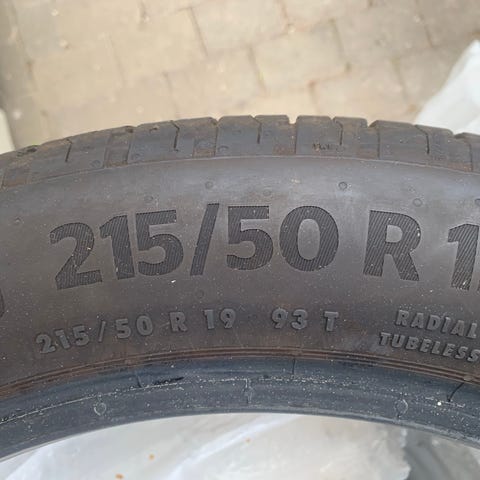 215/50 R 1
215/50 R 19 93 T
RADIAL
TUBELESS